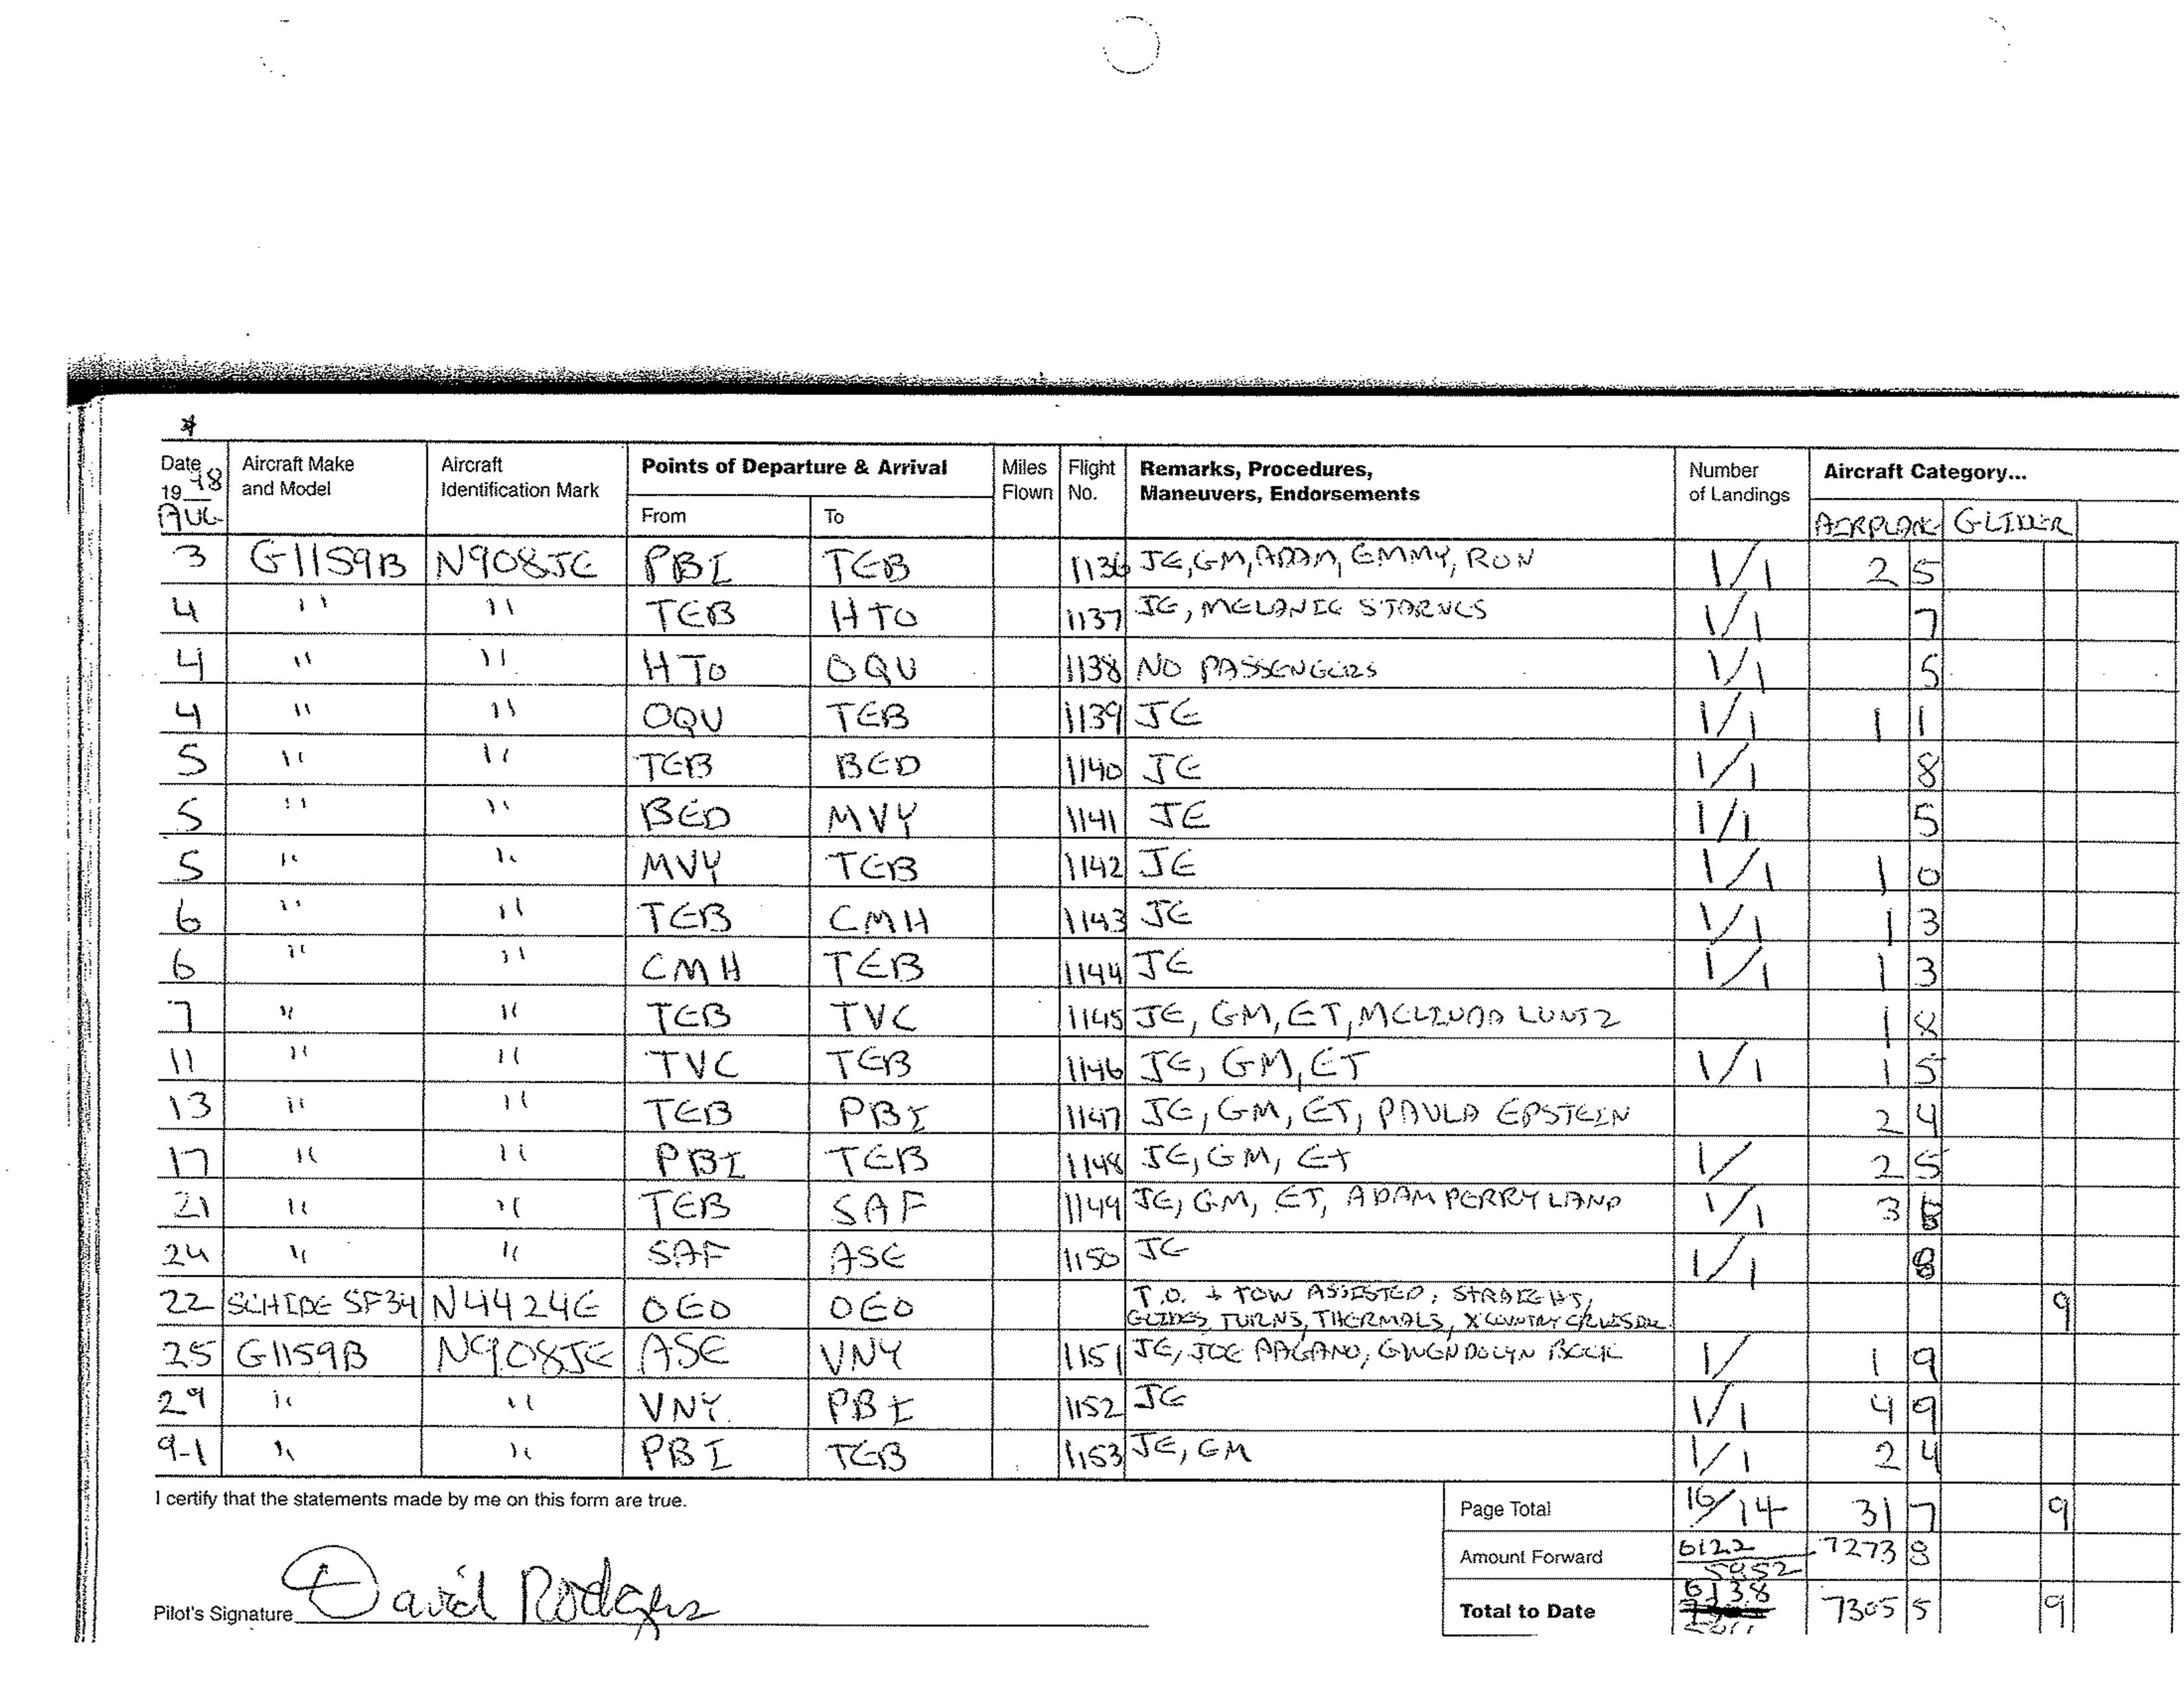 *
Date Aircraft Make Aircraft Points of Departure & Arrival Miles Flight Remarks, Procedures, Number Aircraft Category...
19 98 and Model Identification Mark Flown No. Maneuvers, Endorsements of Landings
AUG From To AIRPLANE GLIDER
3 G1159B N908JE PBI TEB 1136 JE, GM, ADAM, EMMY, RON 1/1 2 5
4 " " TEB HTO 1137 JE, MELANIE STARNES 1/1 7
4 " " HTO OQU 1138 NO PASSENGERS 1/1 5
4 " " OQU TEB 1139 JE 1/1 1 1
5 " " TEB BED 1140 JE 1/1 8
5 " " BED MVY 1141 JE 1/1 5
5 " " MVY TEB 1142 JE 1/1 1 0
6 " " TEB CMH 1143 JE 1/1 1 3
6 " " CMH TEB 1144 JE 1/1 1 3
7 " " TEB TVC 1145 JE, GM, ET, MELINDA LUNTZ 1 8
11 " " TVC TEB 1146 JE, GM, ET 1/1 1 5
13 " " TEB PBI 1147 JE, GM, ET, PAULA EPSTEIN 2 4
17 " " PBI TEB 1148 JE, GM, ET 1/ 2 5
21 " " TEB SAF 1149 JE, GM, ET, ADAM PERRY LAND 1/1 3
24 " " SAF ASE 1150 JE 1/1 8
22 SCHIBE SF34 N4424E OEO OEO T.O. + TOW ASSISTED; STRAIGHT, 9
GLIDES, TURNS, THERMALS, X COUNTRY
25 G1159B N908JE ASE VNY 1151 JE, JOE PAGANO, GWENDOLYN BECK 1/ 1 9
29 " " VNY PBI 1152 JE 1/1 4 9
9-1 " " PBI TEB 1153 JE, GM 1/1 2 4
I certify that the statements made by me on this form are true.
Page Total 16/14 31 7 9
Amount Forward 6122 5952 7273 8
Pilot's Signature David Rodgers
Total to Date 6138 7305 5 9